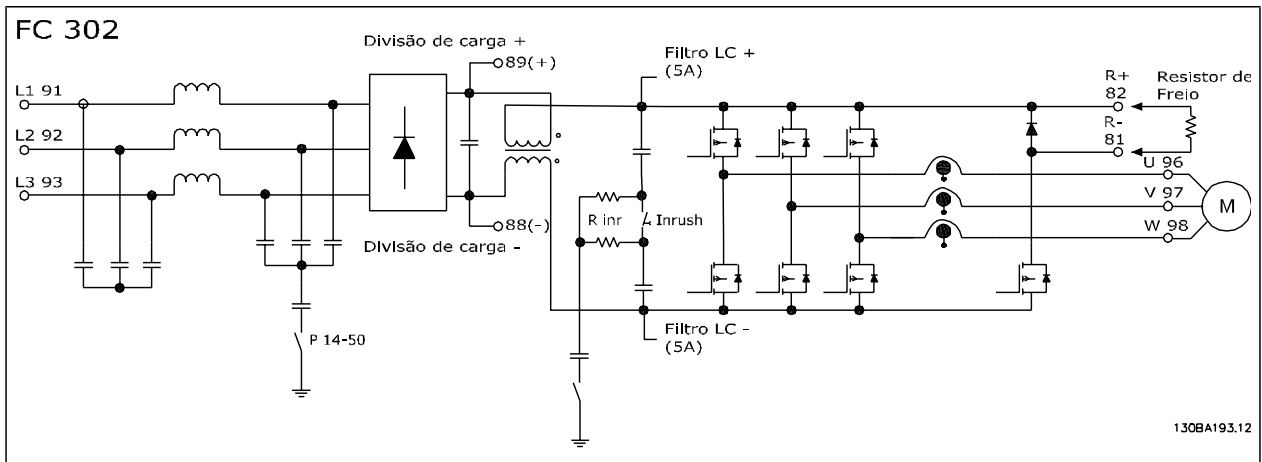 FC 302
Divisão de carga +
89(+)
Filtro LC +
(5A)
R+
82
Resistor de
Freio
L1 91
L2 92
R-
81
U 96
L3 93
V 97
M
R inr
Inrush
88(-)
W 98
Divisão de carga -
P 14-50
Filtro LC -
(5A)
130BA193.12